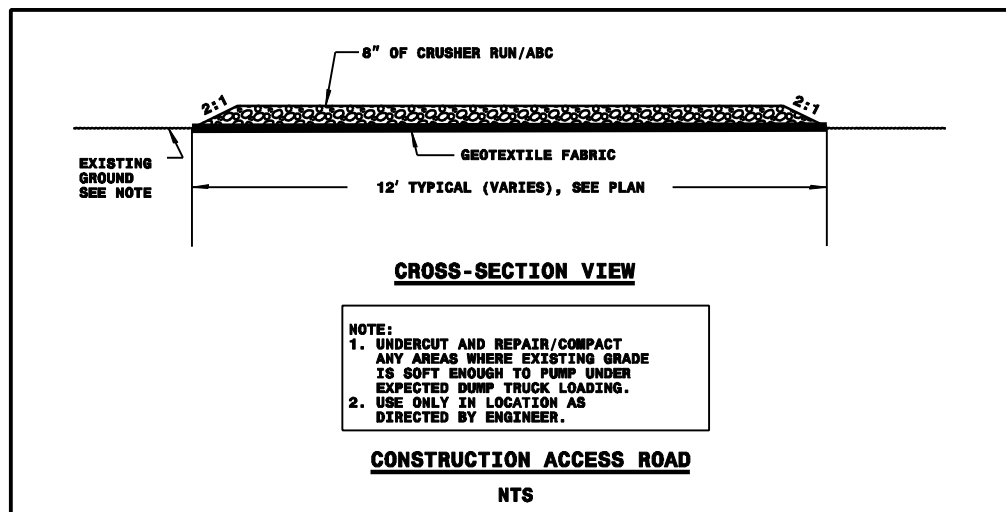 8" OF CRUSHER RUN/ABC
2:1
2:1
EXISTING
GROUND
SEE NOTE
GEOTEXTILE FABRIC
12' TYPICAL (VARIES), SEE PLAN
CROSS-SECTION VIEW
NOTE:
1. UNDERCUT AND REPAIR/COMPACT
ANY AREAS WHERE EXISTING GRADE
IS SOFT ENOUGH TO PUMP UNDER
EXPECTED DUMP TRUCK LOADING.
2. USE ONLY IN LOCATION AS
DIRECTED BY ENGINEER.
CONSTRUCTION ACCESS ROAD
NTS